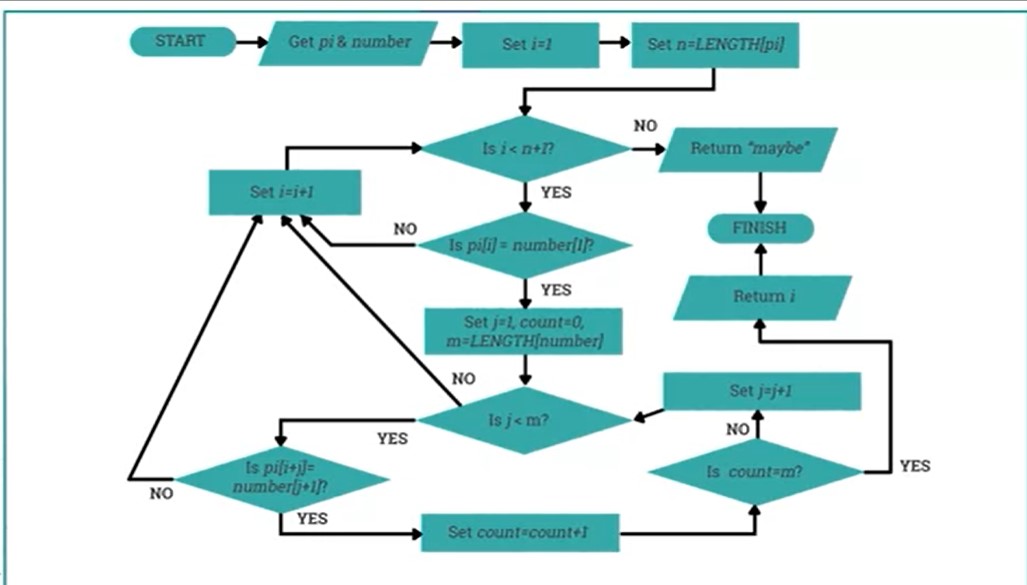 START
Get pi & number
Set i=1
Set n=LENGTH[pi]
Is i < n+1?
NO
Return "maybe"
YES
Set i=i+1
FINISH
NO
Is pi[i] = number[1]?
YES
Return i
Set j=1, count=0,
m=LENGTH[number]
NO
Set j=j+1
Is j < m?
YES
NO
Is pi[i+j]=
number[j+1]?
Is count=m?
YES
NO
YES
Set count=count+1